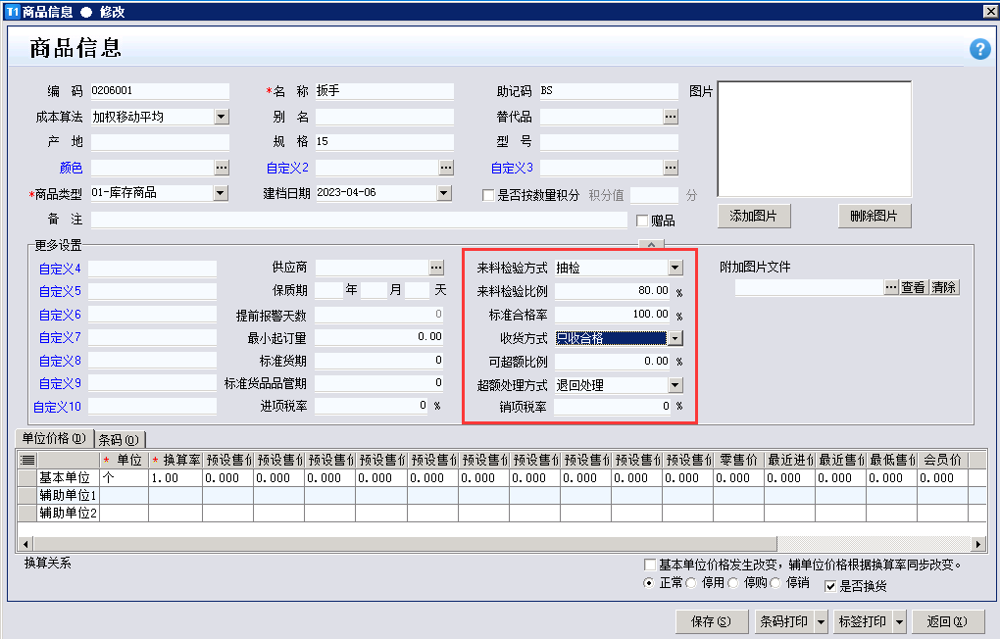 T1 商品信息 ● 修改
商品信息
编 码 0206001 *名 称 扳手 助记码 BS 图片
成本算法 加权移动平均 别 名 替代品 ...
产 地 规 格 15 型 号
颜色 ... 自定义2 ... 自定义3 ...
*商品类型 01-库存商品 建档日期 2023-04-06 是否按数量积分 积分值 分
添加图片 删除图片
备 注 赠品
更多设置
自定义4 供应商 ... 来料检验方式 抽检 附加图片文件
自定义5 保质期 年 月 天 来料检验比例 80.00 % ... 查看 清除
自定义6 提前报警天数 0 标准合格率 100.00 %
自定义7 最小起订量 0.00 收货方式 只收合格
自定义8 标准货期 0 可超额比例 0.00 %
自定义9 标准货品品管期 0 超额处理方式 退回处理
自定义10 进项税率 0 % 销项税率 0 %
单位价格(D) 条码(O)
* 单位 * 换算率 预设售价 预设售价 预设售价 预设售价 预设售价 预设售价 预设售价 预设售价 预设售价 预设售价 零售价 最近进价 最近售价 最低售价 会员价
基本单位 个 1.00 0.000 0.000 0.000 0.000 0.000 0.000 0.000 0.000 0.000 0.000 0.000 0.000 0.000 0.000 0.000
辅助单位1
辅助单位2
换算关系 基本单位价格发生改变，辅单位价格根据换算率同步改变。
正常 停用 停购 停销 是否换货
保存(S) 条码打印 标签打印 返回(X)